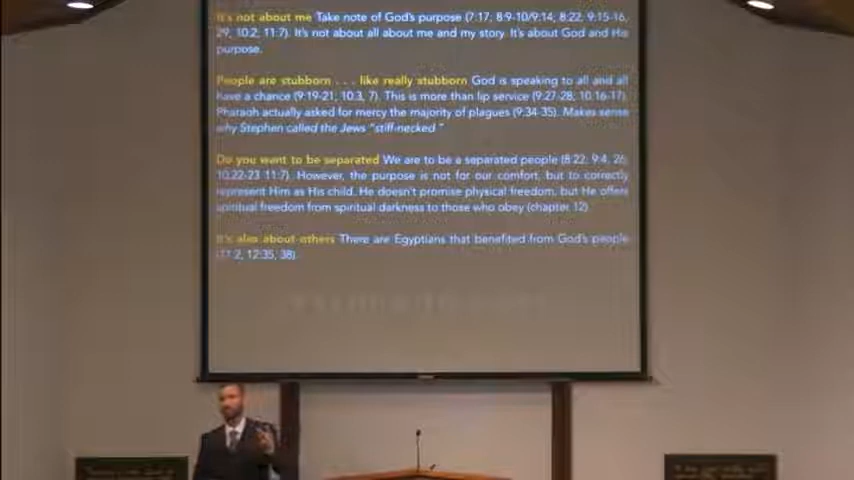 It's not about me Take note of God's purpose (7:17, 8:9-10/9:14, 8:22, 9:15-16,
29, 10:2, 11:7). It's not about all about me and my story. It's about God and His
purpose.
People are stubborn . . . like really stubborn God is speaking to all and all
have a chance (9:19-21, 10:3, 7). This is more than lip service (9:27-28, 10:16-17).
Pharaoh actually asked for mercy the majority of plagues (9:34-35). Makes sense
why Stephen called the Jews "stiff-necked."
Do you want to be separated We are to be a separated people (8:22, 9:4, 26,
10:22-23 11:7). However, the purpose is not for our comfort, but to correctly
represent Him as His child. He doesn't promise physical freedom, but He offers
spiritual freedom from spiritual darkness to those who obey (chapter 12).
It's also about others There are Egyptians that benefited from God's people
(11:2, 12:35, 38).